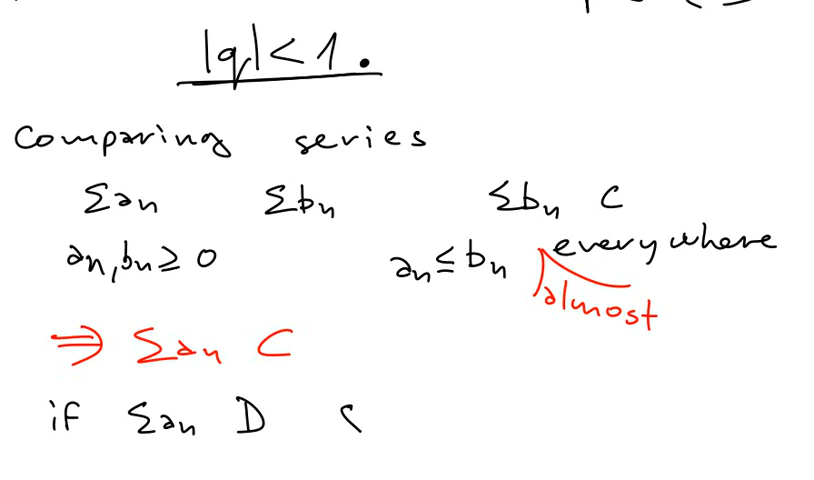 |q|<1.
Comparing series
Σan Σbn Σbn C
an, bn ≥ 0 an ≤ bn everywhere
almost
⇒ Σan C
if Σan D